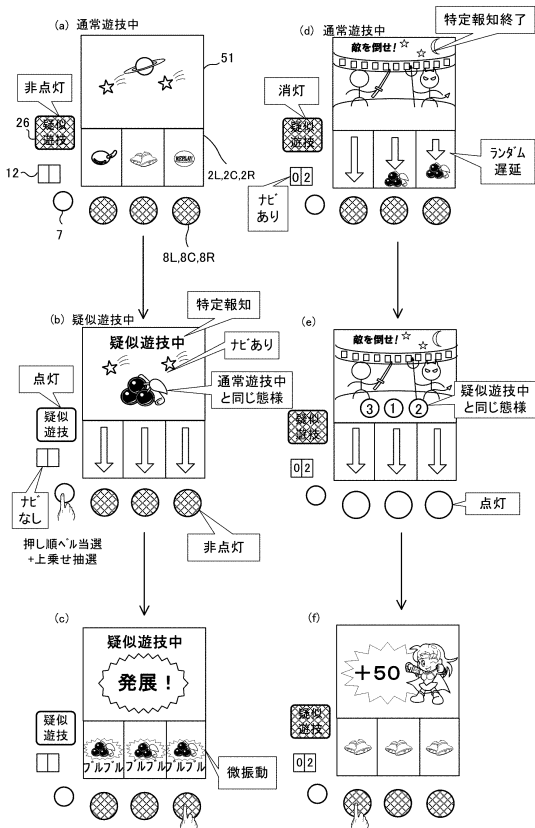 (a) 通常遊技中
51
非点灯
26
疑似
遊技
REPLAY
12
2L,2C,2R
7
8L,8C,8R
(b) 疑似遊技中
特定報知
疑似遊技中
ﾅﾋﾞあり
通常遊技中
と同じ態様
点灯
疑似
遊技
ﾅﾋﾞ
なし
押し順ﾍﾞﾙ当選
+上乗せ抽選
非点灯
(c)
疑似遊技中
発展！
疑似
遊技
ブルブル ブルブル ブルブル
微振動
(d) 通常遊技中
特定報知終了
敵を倒せ！
消灯
疑似
遊技
ﾗﾝﾀﾞﾑ
遅延
02
ﾅﾋﾞ
あり
(e)
敵を倒せ！
疑似遊技中
と同じ態様
3 1 2
疑似
遊技
02
点灯
(f)
+50
疑似
遊技
02